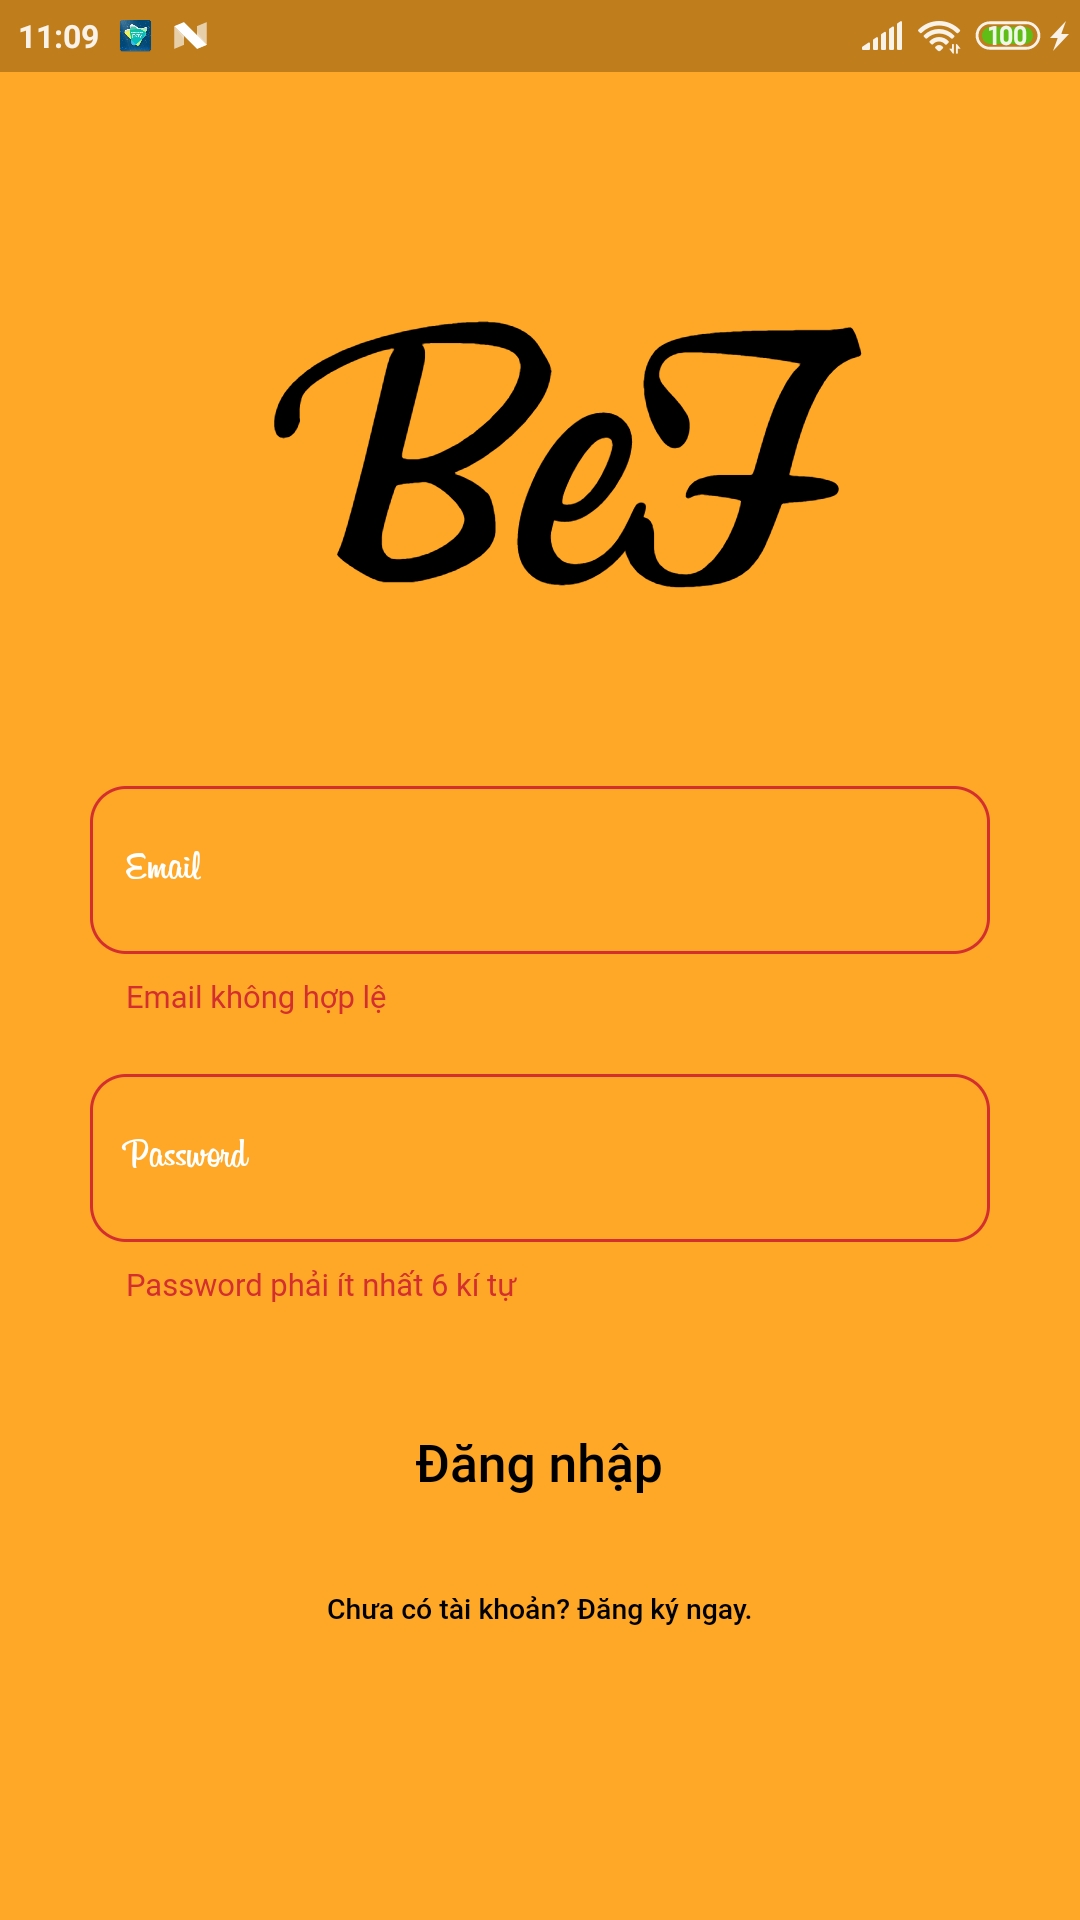 11:09
100
BeF
Email
Email không hợp lệ
Password
Password phải ít nhất 6 kí tự
Đăng nhập
Chưa có tài khoản? Đăng ký ngay.